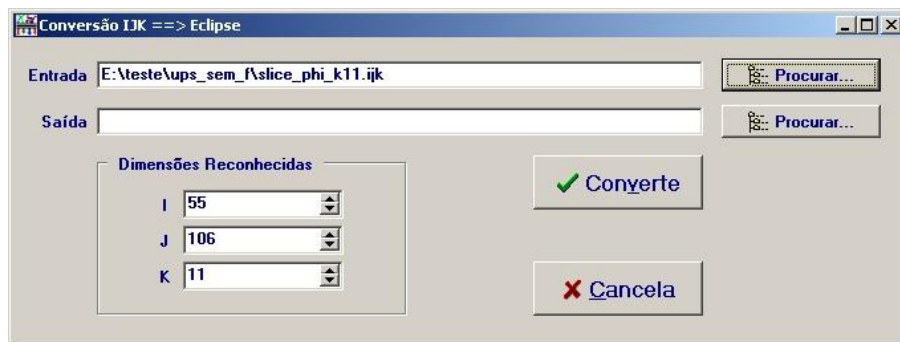 Conversão IJK ==> Eclipse
Entrada E:\teste\ups_sem_f\slice_phi_k11.ijk Procurar...
Saída Procurar...
Dimensões Reconhecidas
I 55
J 106
K 11
Converte
Cancela